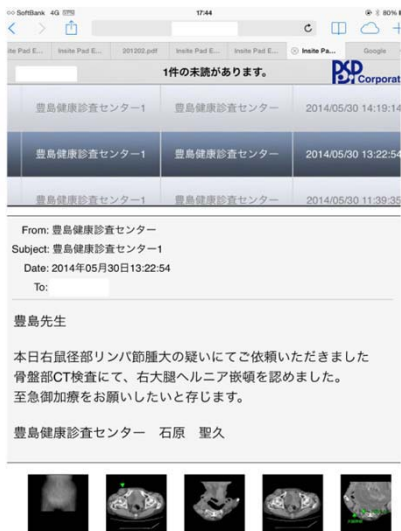 SoftBank 4G 17:44 80%
Insite Pad E... Insite Pad E... 201202.pdf Insite Pad E... Insite Pad E... Insite Pa... Google
1件の未読があります。 PSP Corporat
豊島健康診査センター1 豊島健康診査センター 2014/05/30 14:19:14
豊島健康診査センター1 豊島健康診査センター 2014/05/30 13:22:54
豊島健康診査センター1 豊島健康診査センター 2014/05/30 11:39:35
From: 豊島健康診査センター
Subject: 豊島健康診査センター1
Date: 2014年05月30日13:22:54
To:
豊島先生
本日右鼠径部リンパ節腫大の疑いにてご依頼いただきました
骨盤部CT検査にて、右大腿ヘルニア嵌頓を認めました。
至急御加療をお願いしたいと存じます。
豊島健康診査センター 石原 聖久